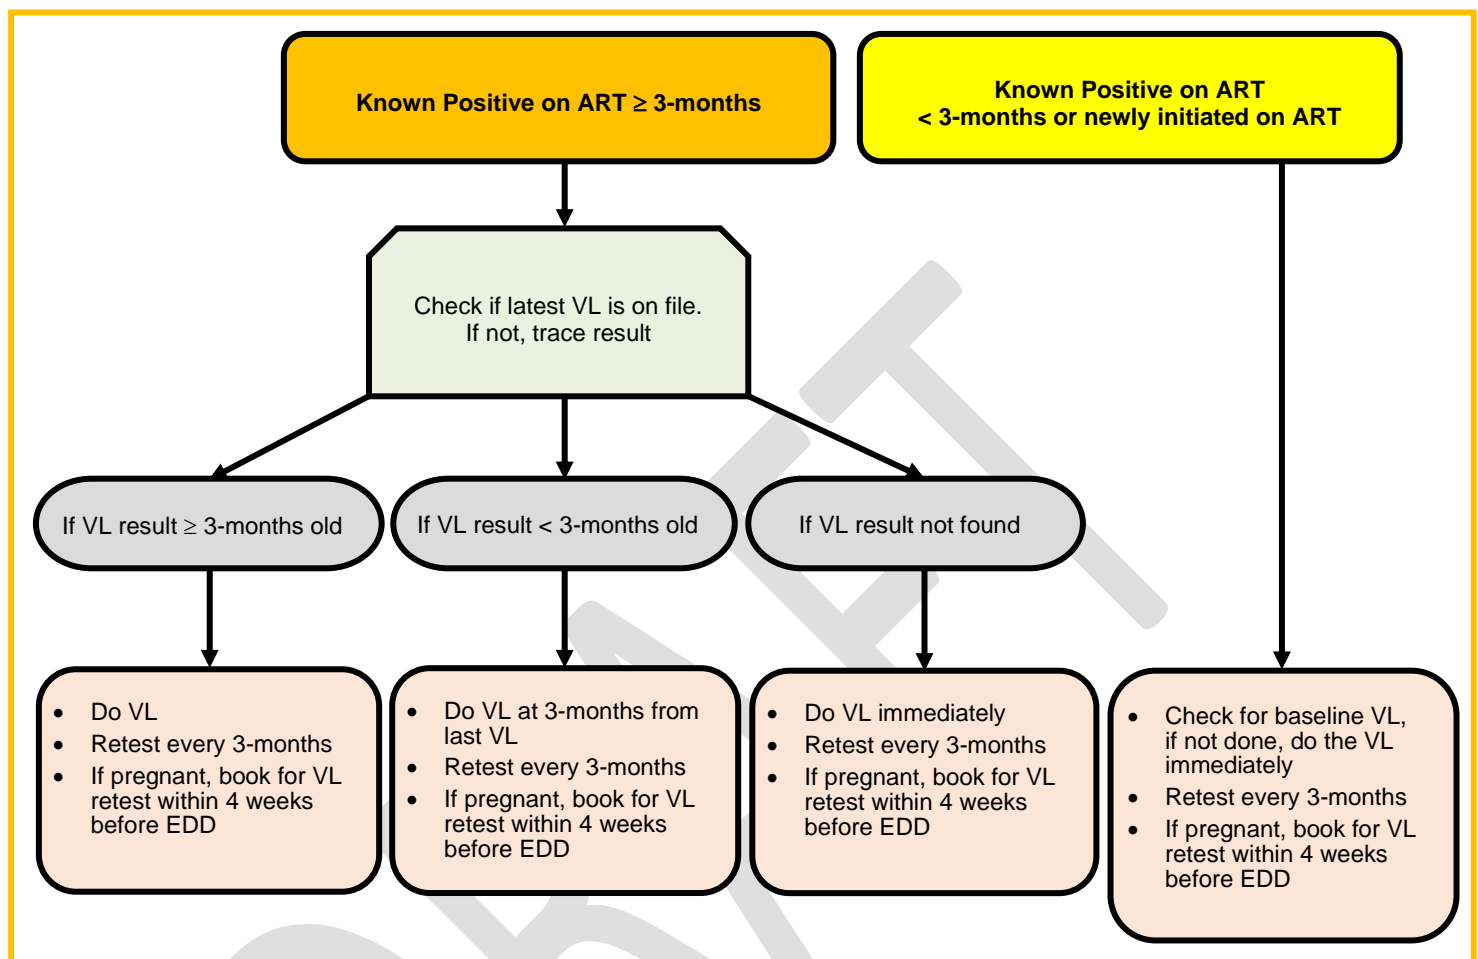 Known Positive on ART ≥ 3-months
Known Positive on ART
< 3-months or newly initiated on ART
Check if latest VL is on file.
If not, trace result
If VL result ≥ 3-months old
If VL result < 3-months old
If VL result not found
• Do VL
• Retest every 3-months
• If pregnant, book for VL
retest within 4 weeks
before EDD
• Do VL at 3-months from
last VL
• Retest every 3-months
• If pregnant, book for VL
retest within 4 weeks
before EDD
• Do VL immediately
• Retest every 3-months
• If pregnant, book for VL
retest within 4 weeks
before EDD
• Check for baseline VL,
if not done, do the VL
immediately
• Retest every 3-months
• If pregnant, book for VL
retest within 4 weeks
before EDD
DRAFT